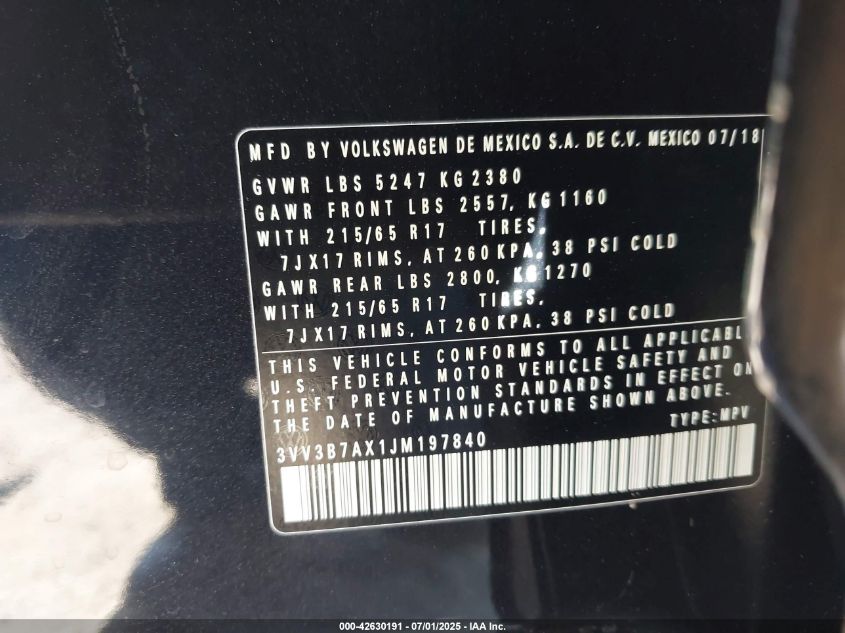 MFD BY VOLKSWAGEN DE MEXICO S.A. DE C.V. MEXICO 07/18
GVWR LBS 5247 KG 2380
GAWR FRONT LBS 2557, KG 1160
WITH 215/65 R17 TIRES,
7JX17 RIMS, AT 260 KPA, 38 PSI COLD
GAWR REAR LBS 2800, KG 1270
WITH 215/65 R17 TIRES,
7JX17 RIMS, AT 260 KPA, 38 PSI COLD
THIS VEHICLE CONFORMS TO ALL APPLICABL
U.S. FEDERAL MOTOR VEHICLE SAFETY AND
THEFT PREVENTION STANDARDS IN EFFECT ON
THE DATE OF MANUFACTURE SHOWN ABOVE.
TYPE: MPV
3VV3B7AX1JM197840
000-42630191 - 07/01/2025 - IAA Inc.